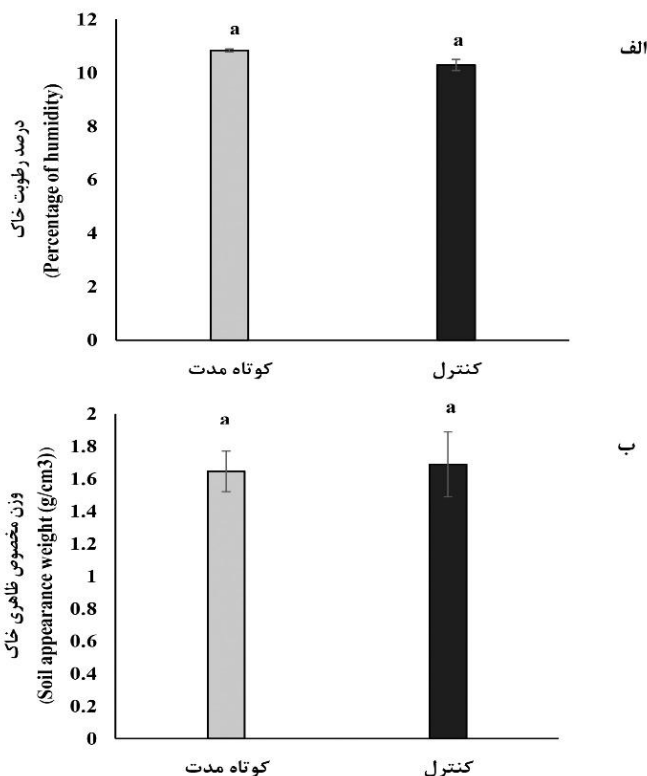 الف
درصد رطوبت خاک
(Percentage of humidity)
12
10
8
6
4
2
0
a
a
کوتاه مدت
کنترل
ب
وزن مخصوص ظاهری خاک
(Soil appearance weight (g/cm3))
2
1.8
1.6
1.4
1.2
1
0.8
0.6
0.4
0.2
0
a
a
کوتاه مدت
کنترل